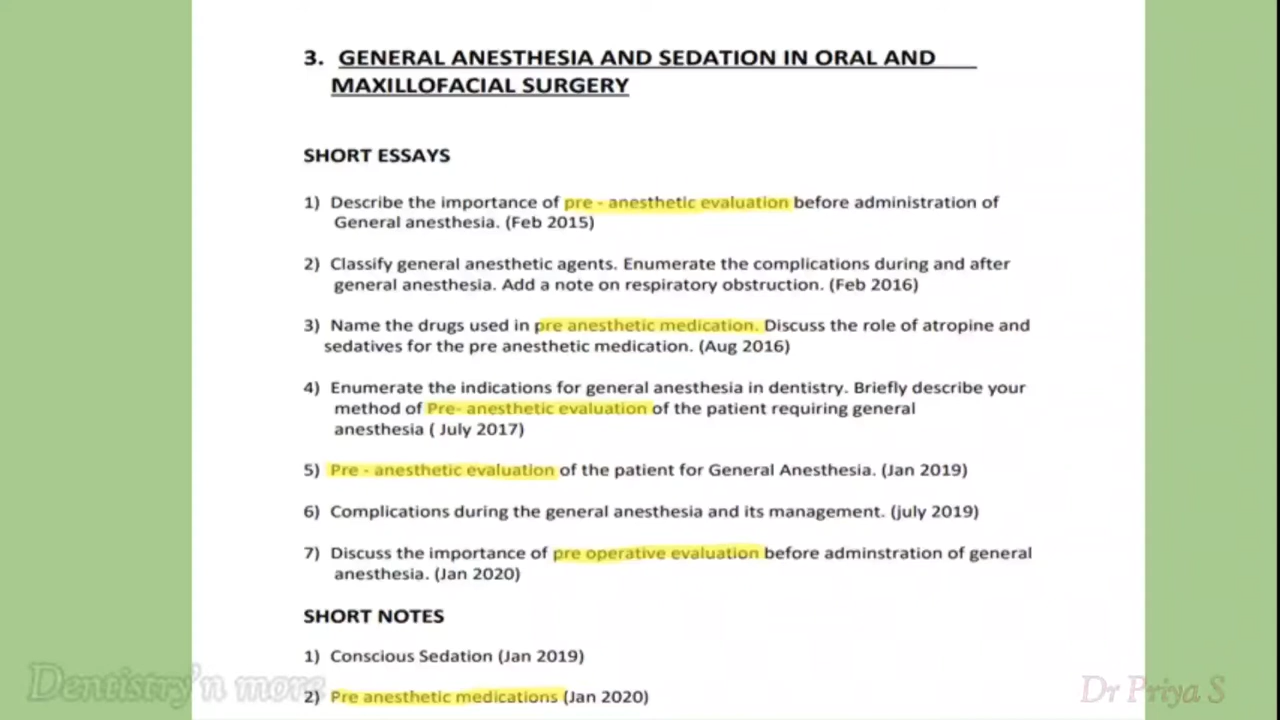 3. GENERAL ANESTHESIA AND SEDATION IN ORAL AND
MAXILLOFACIAL SURGERY
SHORT ESSAYS
1) Describe the importance of pre - anesthetic evaluation before administration of
General anesthesia. (Feb 2015)
2) Classify general anesthetic agents. Enumerate the complications during and after
general anesthesia. Add a note on respiratory obstruction. (Feb 2016)
3) Name the drugs used in pre anesthetic medication. Discuss the role of atropine and
sedatives for the pre anesthetic medication. (Aug 2016)
4) Enumerate the indications for general anesthesia in dentistry. Briefly describe your
method of Pre- anesthetic evaluation of the patient requiring general
anesthesia ( July 2017)
5) Pre - anesthetic evaluation of the patient for General Anesthesia. (Jan 2019)
6) Complications during the general anesthesia and its management. (july 2019)
7) Discuss the importance of pre operative evaluation before adminstration of general
anesthesia. (Jan 2020)
SHORT NOTES
1) Conscious Sedation (Jan 2019)
2) Pre anesthetic medications (Jan 2020)
Dentistry'n more
Dr Priya S